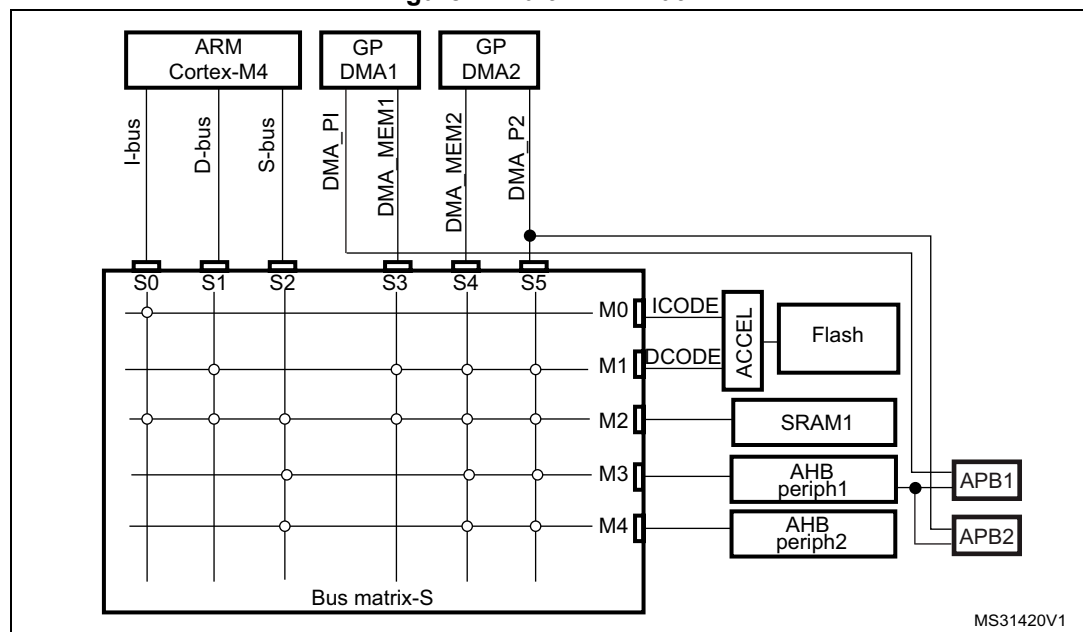 ARM
Cortex-M4
GP
DMA1
GP
DMA2
I-bus
D-bus
S-bus
DMA_PI
DMA_MEM1
DMA_MEM2
DMA_P2
S0
S1
S2
S3
S4
S5
M0
ICODE
M1
DCODE
ACCEL
Flash
M2
SRAM1
M3
AHB
periph1
APB1
M4
AHB
periph2
APB2
Bus matrix-S
MS31420V1